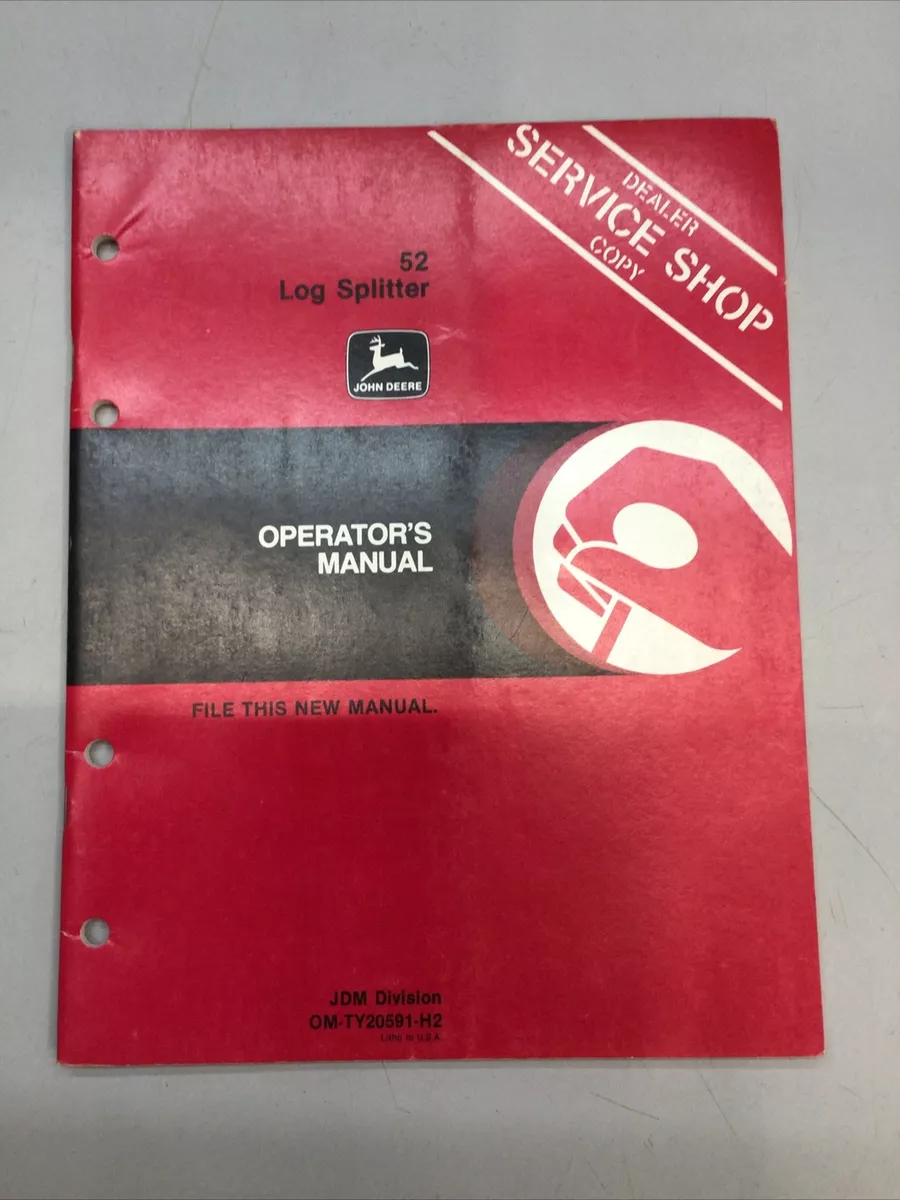 DEALER
SERVICE SHOP
COPY
52
Log Splitter
JOHN DEERE
OPERATOR'S
MANUAL
FILE THIS NEW MANUAL.
JDM Division
OM-TY20591-H2
Litho in U.S.A.